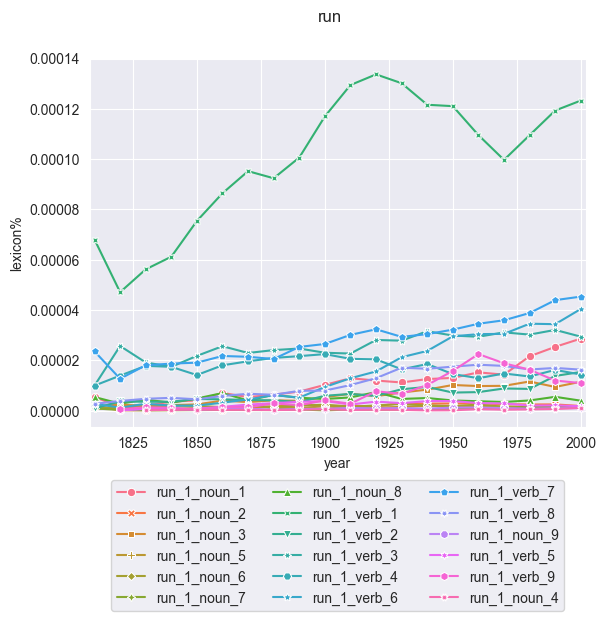 run
0.00014
0.00012
0.00010
0.00008
0.00006
0.00004
0.00002
0.00000
lexicon%
1825 1850 1875 1900 1925 1950 1975 2000
year
run_1_noun_1 run_1_noun_8 run_1_verb_7
run_1_noun_2 run_1_verb_1 run_1_verb_8
run_1_noun_3 run_1_verb_2 run_1_noun_9
run_1_noun_5 run_1_verb_3 run_1_verb_5
run_1_noun_6 run_1_verb_4 run_1_verb_9
run_1_noun_7 run_1_verb_6 run_1_noun_4